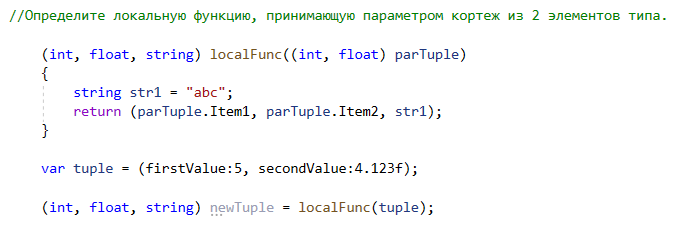 //Определите локальную функцию, принимающую параметром кортеж из 2 элементов типа.
(int, float, string) localFunc((int, float) parTuple)
{
string str1 = "abc";
return (parTuple.Item1, parTuple.Item2, str1);
}
var tuple = (firstValue:5, secondValue:4.123f);
(int, float, string) newTuple = localFunc(tuple);